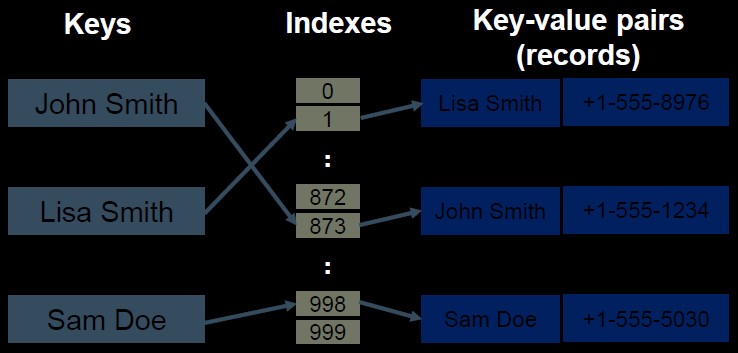 Keys
Indexes
Key-value pairs
(records)
John Smith
0
1
Lisa Smith
+1-555-8976
:
Lisa Smith
872
873
John Smith
+1-555-1234
:
Sam Doe
998
999
Sam Doe
+1-555-5030